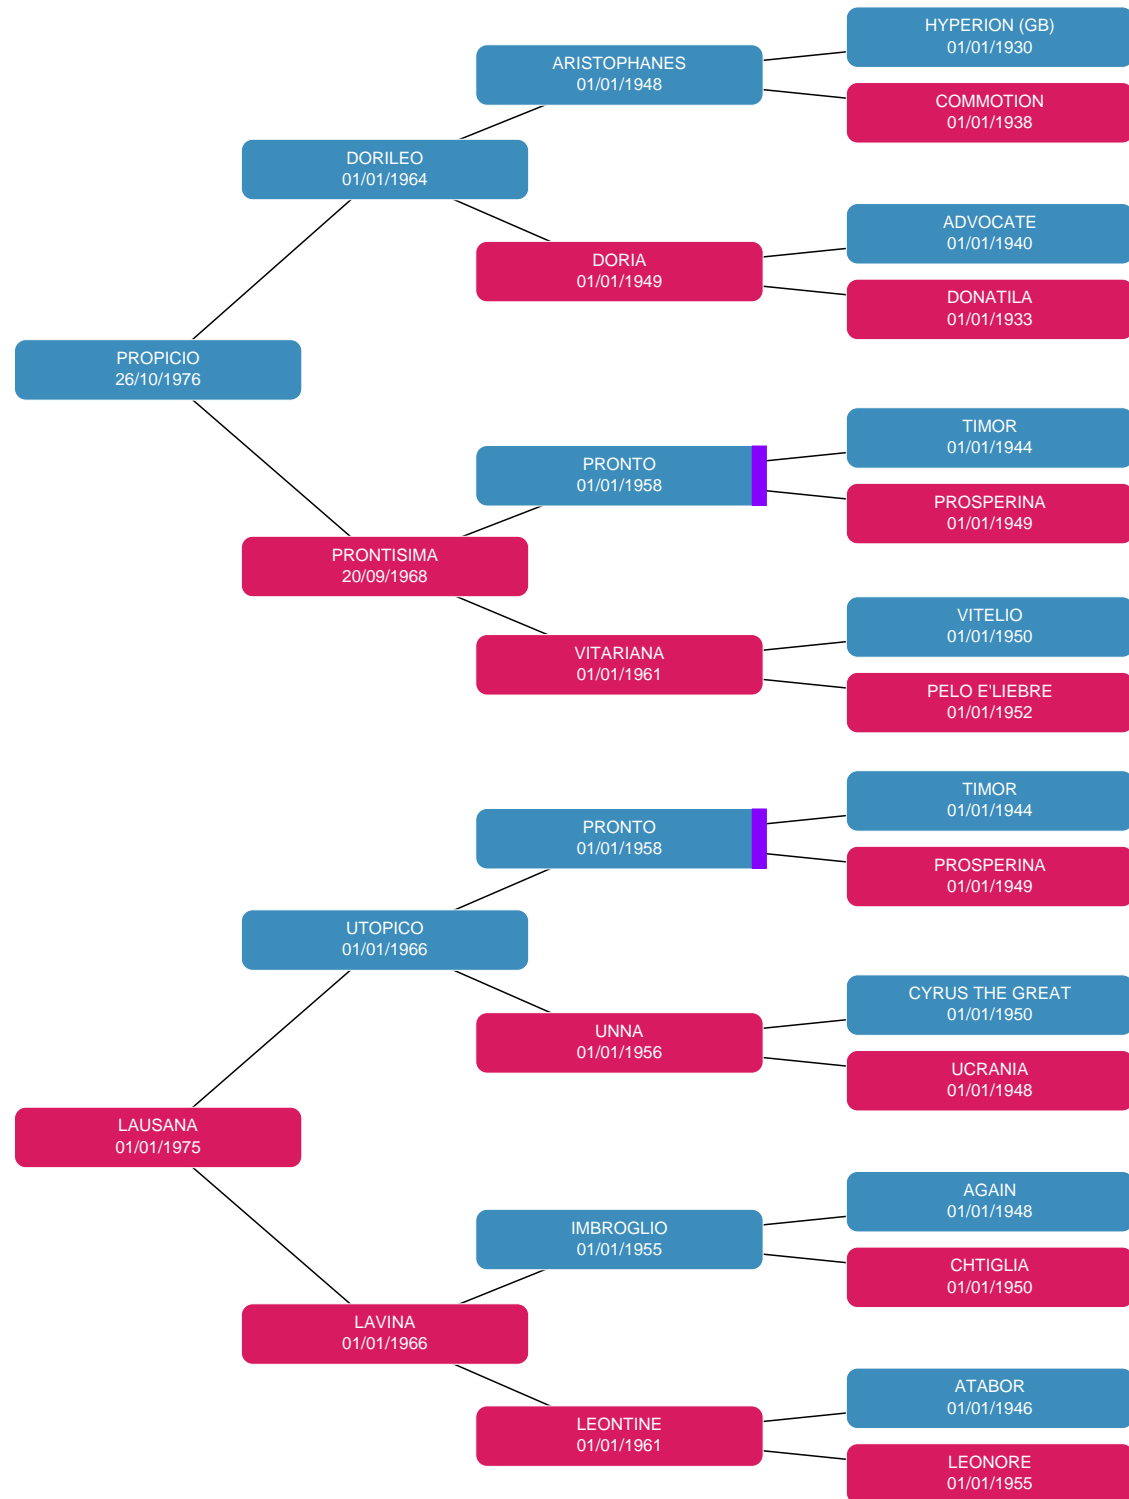 HYPERION (GB)
01/01/1930
ARISTOPHANES
01/01/1948
COMMOTION
01/01/1938
DORILEO
01/01/1964
ADVOCATE
01/01/1940
DORIA
01/01/1949
DONATILA
01/01/1933
PROPICIO
26/10/1976
TIMOR
01/01/1944
PRONTO
01/01/1958
PROSPERINA
01/01/1949
PRONTISIMA
20/09/1968
VITELIO
01/01/1950
VITARIANA
01/01/1961
PELO E'LIEBRE
01/01/1952
TIMOR
01/01/1944
PRONTO
01/01/1958
PROSPERINA
01/01/1949
UTOPICO
01/01/1966
CYRUS THE GREAT
01/01/1950
UNNA
01/01/1956
UCRANIA
01/01/1948
LAUSANA
01/01/1975
AGAIN
01/01/1948
IMBROGLIO
01/01/1955
CHTIGLIA
01/01/1950
LAVINA
01/01/1966
ATABOR
01/01/1946
LEONTINE
01/01/1961
LEONORE
01/01/1955